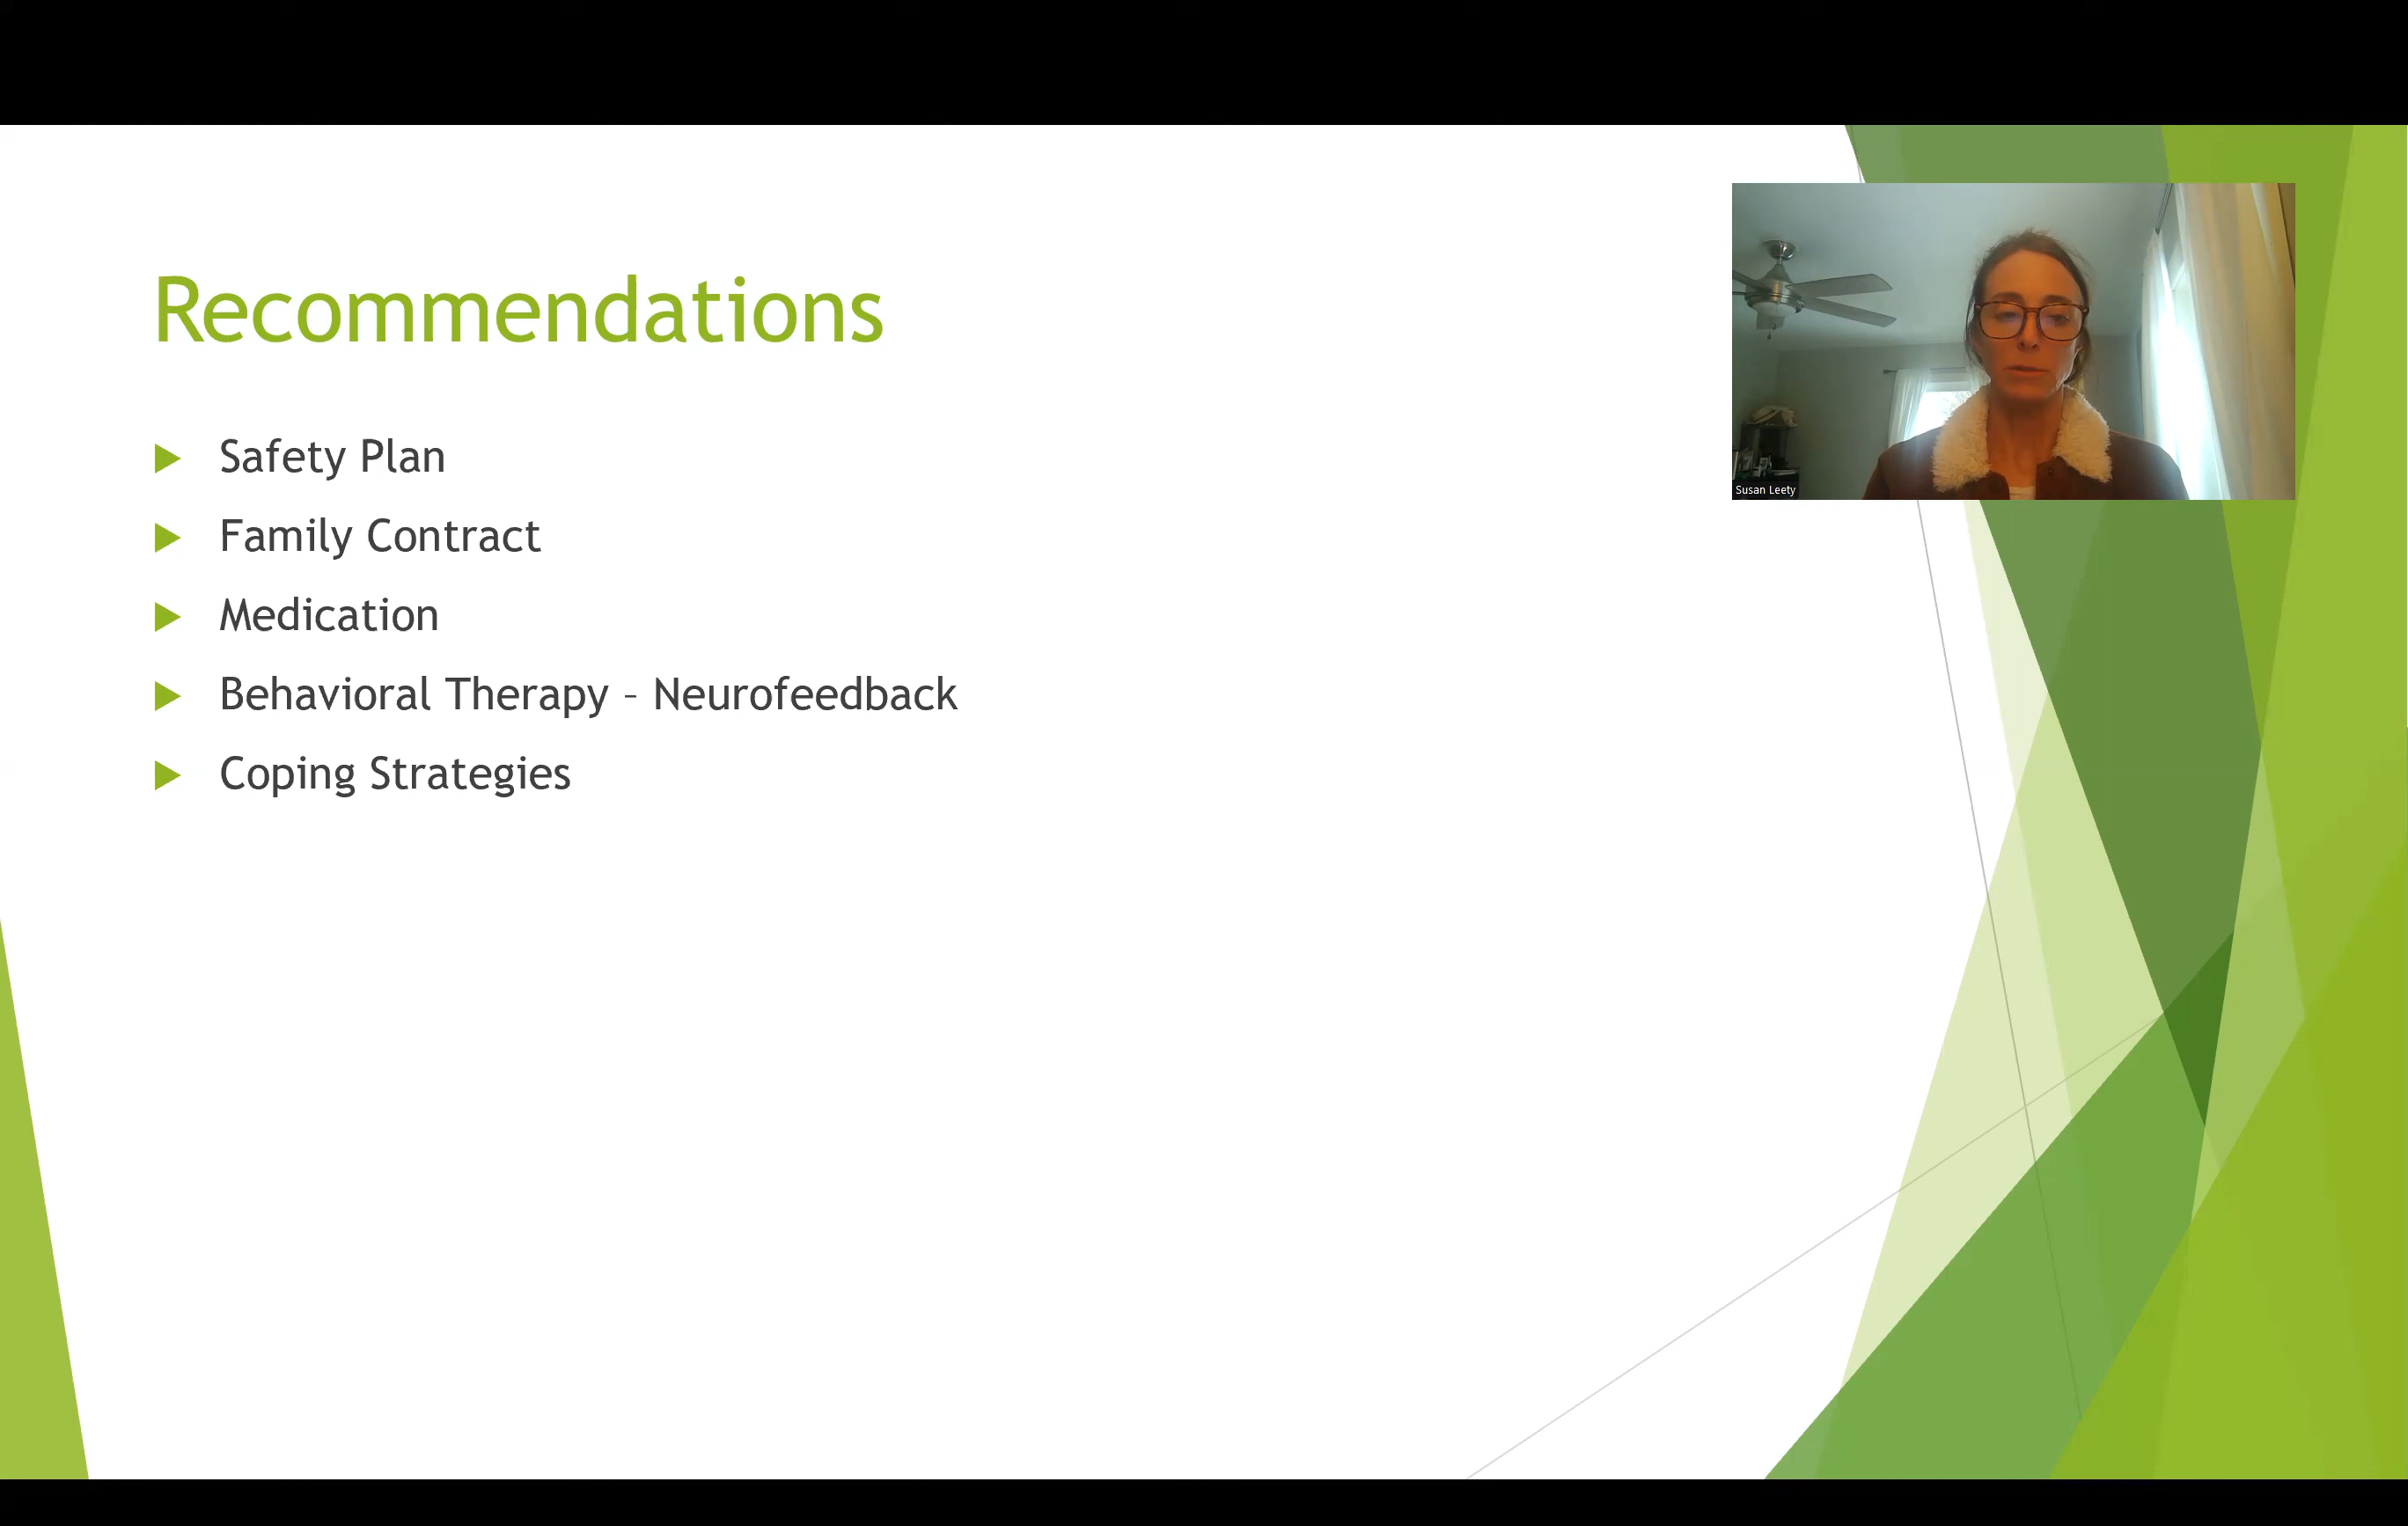 Recommendations
Safety Plan
Family Contract
Medication
Behavioral Therapy – Neurofeedback
Coping Strategies
Susan Leety